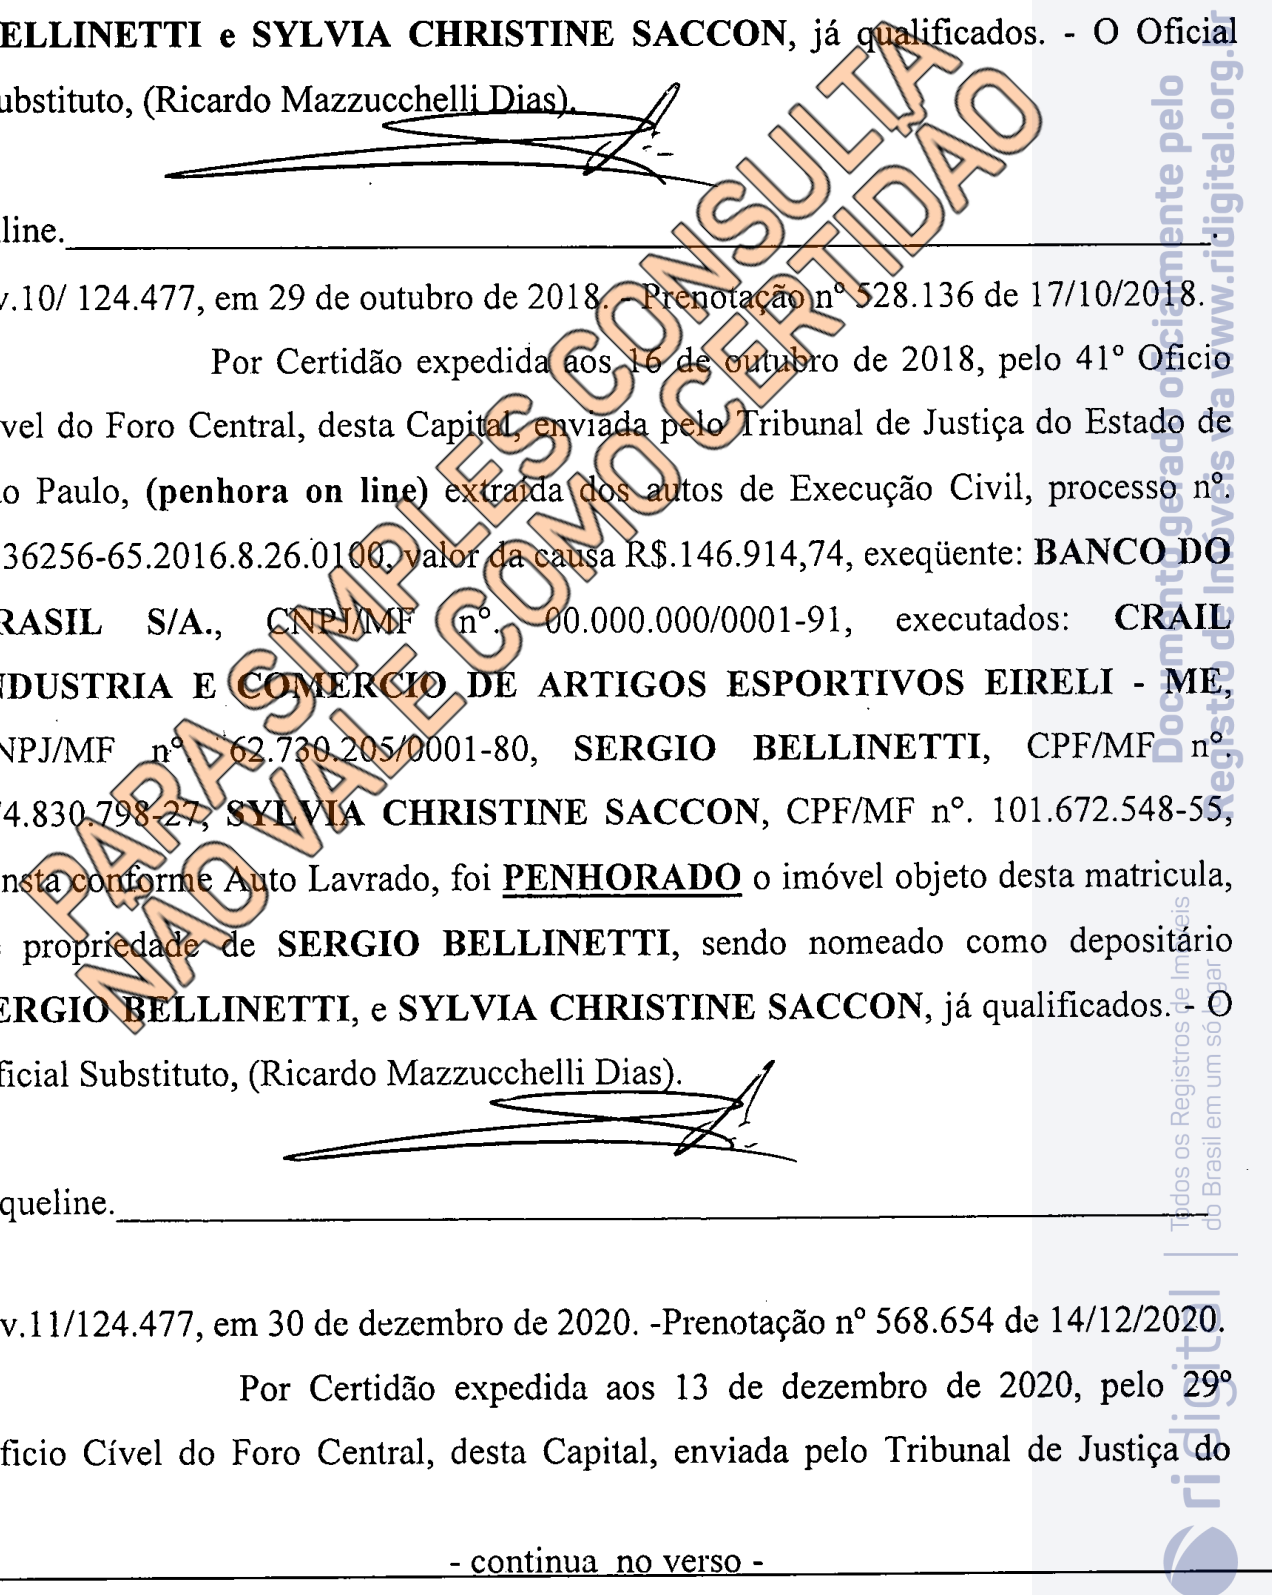 ELLINETTI e SYLVIA CHRISTINE SACCON, já qualificados. - O Oficial
ubstituto, (Ricardo Mazzucchelli Dias).
line.
v.10/ 124.477, em 29 de outubro de 2018. - Prenotação nº 528.136 de 17/10/2018.
Por Certidão expedida aos 16 de outubro de 2018, pelo 41º Oficio
vel do Foro Central, desta Capital, enviada pelo Tribunal de Justiça do Estado de
o Paulo, (penhora on line) extraída dos autos de Execução Civil, processo nº.
36256-65.2016.8.26.0100, valor da causa R$.146.914,74, exeqüente: BANCO DO
RASIL S/A., CNPJ/MF nº. 00.000.000/0001-91, executados: CRAIL
NDUSTRIA E COMERCIO DE ARTIGOS ESPORTIVOS EIRELI - ME,
NPJ/MF nº. 62.730.205/0001-80, SERGIO BELLINETTI, CPF/MF nº.
4.830.798-27, SYLVIA CHRISTINE SACCON, CPF/MF nº. 101.672.548-55,
nsta conforme Auto Lavrado, foi PENHORADO o imóvel objeto desta matricula,
e propriedade de SERGIO BELLINETTI, sendo nomeado como depositário
ERGIO BELLINETTI, e SYLVIA CHRISTINE SACCON, já qualificados. - O
ficial Substituto, (Ricardo Mazzucchelli Dias).
queline.
v.11/124.477, em 30 de dezembro de 2020. -Prenotação nº 568.654 de 14/12/2020.
Por Certidão expedida aos 13 de dezembro de 2020, pelo 29º
ficio Cível do Foro Central, desta Capital, enviada pelo Tribunal de Justiça do
- continua no verso -
PARA SIMPLES CONSULTA
NÃO VALE COMO CERTIDÃO
Documento gerado oficialmente pelo
Registro de Imóveis via www.ridigital.org.br
Todos os Registros de Imóveis
do Brasil em um só lugar
ri digital